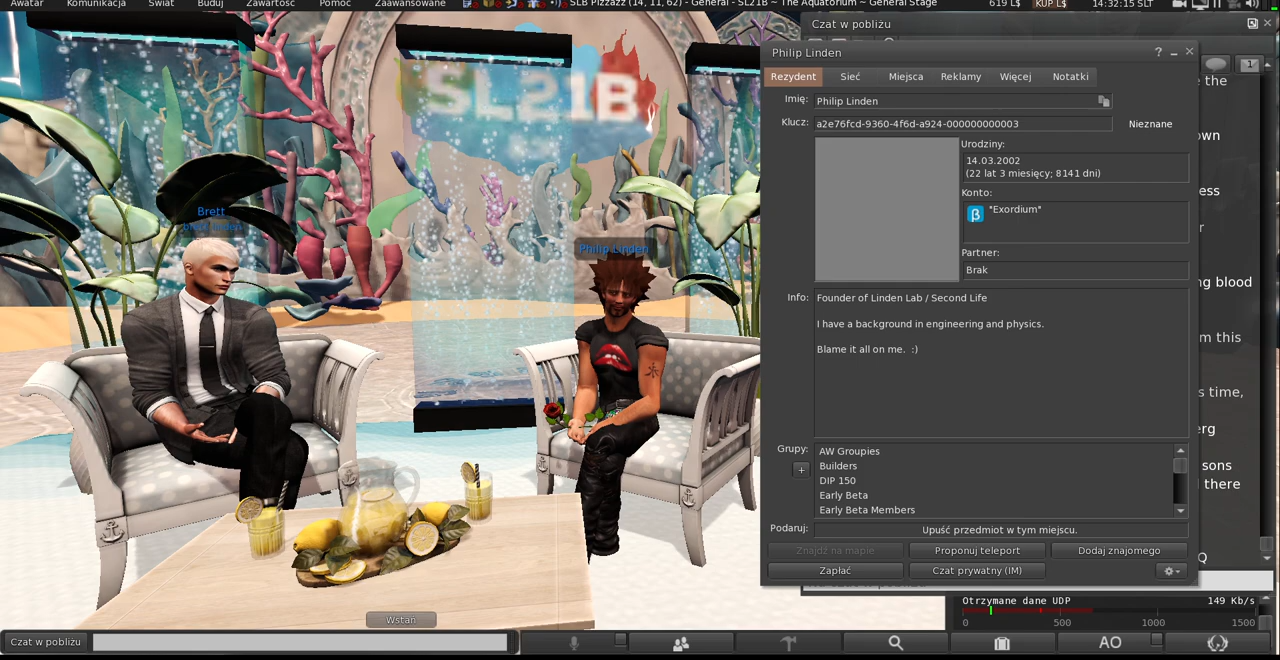 Awatar Komunikacja Świat Buduj Zawartość Pomoc Zaawansowane
SLB Pizzazz (14, 11, 62) - General - SL21B ~ The Aquatorium ~ General Stage
619 L$ KUP L$ 14:32:15 SLT
Czat w pobliżu
SL21B
Brett
Philip Linden
Philip Linden
? _ ×
Rezydent Sieć Miejsca Reklamy Więcej Notatki
Imię: Philip Linden
Klucz: a2e76fcd-9360-4f6d-a924-000000000003 Nieznane
Urodziny:
14.03.2002
(22 lat 3 miesięcy; 8141 dni)
Konto:
β "Exordium"
Partner:
Brak
Info: Founder of Linden Lab / Second Life
I have a background in engineering and physics.
Blame it all on me. :)
Grupy: AW Groupies
+ Builders
DIP 150
Early Beta
Early Beta Members
Podaruj: Upuść przedmiot w tym miejscu.
Znajdź na mapie Proponuj teleport Dodaj znajomego
Zapłać Czat prywatny (IM)
1
the
own
ess
ng blood
m this
s time,
erg
sons
there
Q
Otrzymane dane UDP 149 Kb/s
0 500 1000 1500
Wstań
Czat w pobliżu
AO